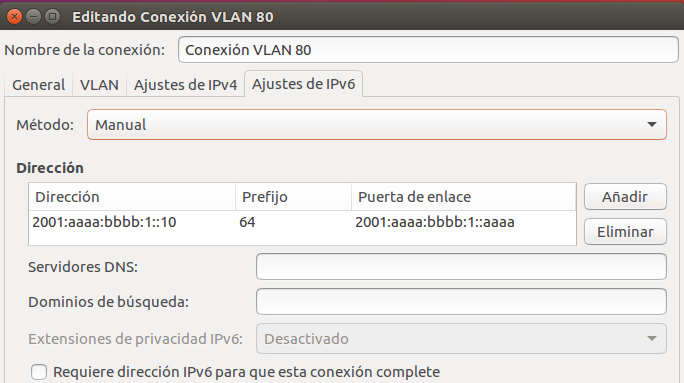 Editando Conexión VLAN 80
Nombre de la conexión: Conexión VLAN 80
General VLAN Ajustes de IPv4 Ajustes de IPv6
Método: Manual
Dirección
Dirección Prefijo Puerta de enlace Añadir
2001:aaaa:bbbb:1::10 64 2001:aaaa:bbbb:1::aaaa
Eliminar
Servidores DNS:
Dominios de búsqueda:
Extensiones de privacidad IPv6: Desactivado
Requiere dirección IPv6 para que esta conexión complete